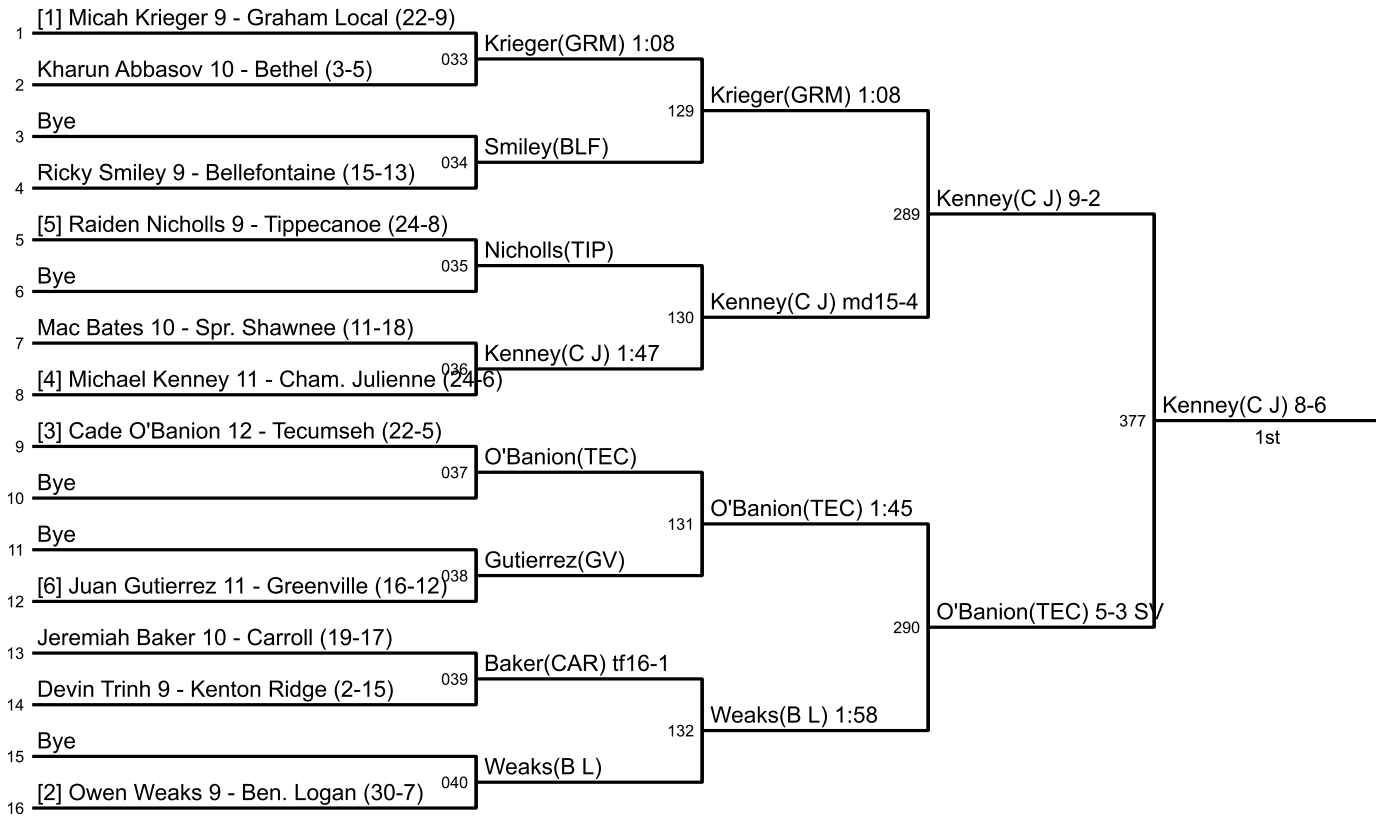 [1] Micah Krieger 9 - Graham Local (22-9)
1
Krieger(GRM) 1:08
033
Kharun Abbasov 10 - Bethel (3-5)
2
Krieger(GRM) 1:08
129
Bye
3
Smiley(BLF)
034
Ricky Smiley 9 - Bellefontaine (15-13)
4
Kenney(C J) 9-2
289
[5] Raiden Nicholls 9 - Tippecanoe (24-8)
5
Nicholls(TIP)
035
Bye
6
Kenney(C J) md15-4
130
Mac Bates 10 - Spr. Shawnee (11-18)
7
Kenney(C J) 1:47
036
[4] Michael Kenney 11 - Cham. Julienne (24-6)
8
Kenney(C J) 8-6
377
1st
[3] Cade O'Banion 12 - Tecumseh (22-5)
9
O'Banion(TEC)
037
Bye
10
O'Banion(TEC) 1:45
131
Bye
11
Gutierrez(GV)
038
[6] Juan Gutierrez 11 - Greenville (16-12)
12
O'Banion(TEC) 5-3 SV
290
Jeremiah Baker 10 - Carroll (19-17)
13
Baker(CAR) tf16-1
039
Devin Trinh 9 - Kenton Ridge (2-15)
14
Weaks(B L) 1:58
132
Bye
15
Weaks(B L)
040
[2] Owen Weaks 9 - Ben. Logan (30-7)
16